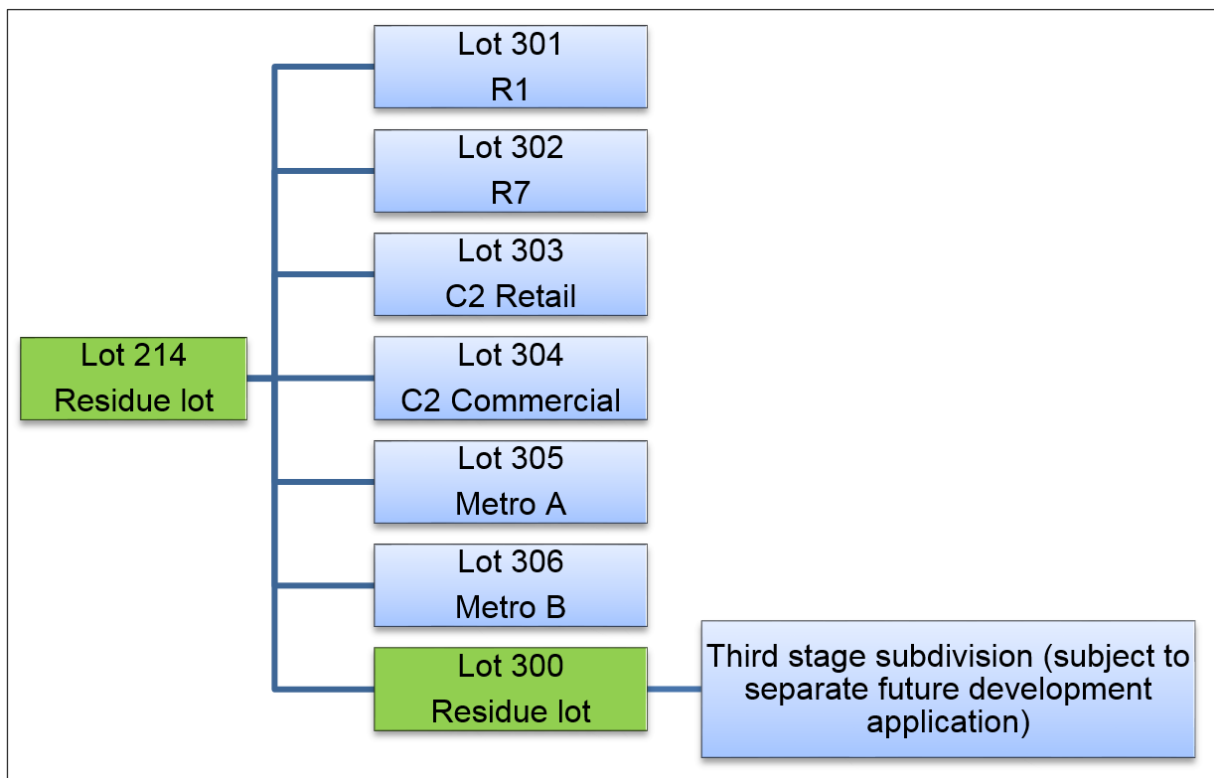 Lot 301
R1
Lot 302
R7
Lot 303
C2 Retail
Lot 214
Residue lot
Lot 304
C2 Commercial
Lot 305
Metro A
Lot 306
Metro B
Lot 300
Residue lot
Third stage subdivision (subject to
separate future development
application)